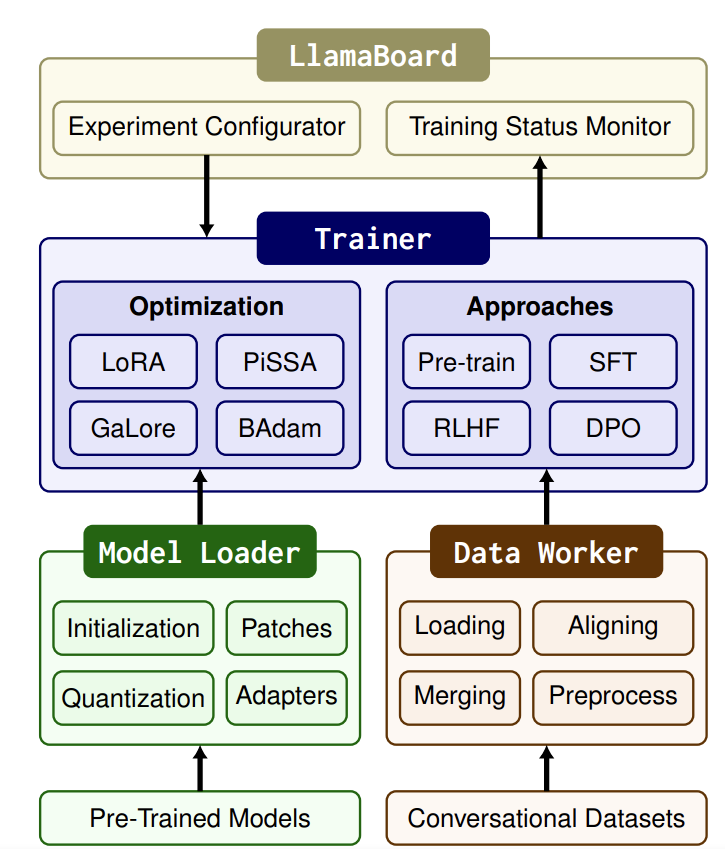 LlamaBoard
Experiment Configurator
Training Status Monitor
Trainer
Optimization
LoRA
PiSSA
GaLore
BAdam
Approaches
Pre-train
SFT
RLHF
DPO
Model Loader
Initialization
Patches
Quantization
Adapters
Data Worker
Loading
Aligning
Merging
Preprocess
Pre-Trained Models
Conversational Datasets